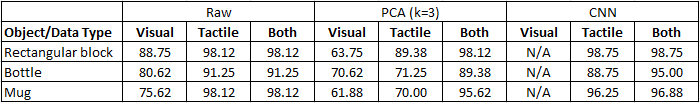 Raw PCA (k=3) CNN
Object/Data Type Visual Tactile Both Visual Tactile Both Visual Tactile Both
Rectangular block 88.75 98.12 98.12 63.75 89.38 98.12 N/A 98.75 98.75
Bottle 80.62 91.25 91.25 70.62 71.25 89.38 N/A 88.75 95.00
Mug 75.62 98.12 98.12 61.88 70.00 95.62 N/A 96.25 96.88